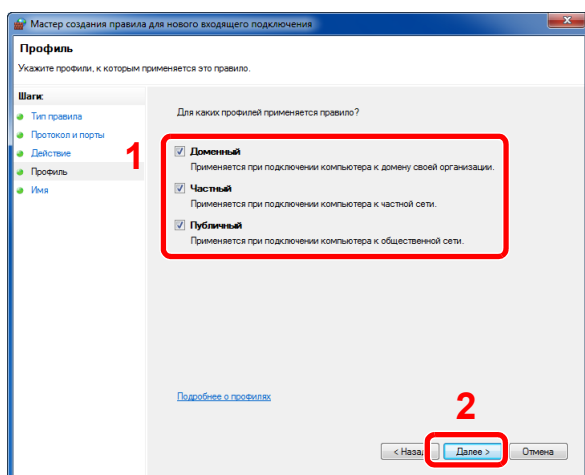 Мастер создания правила для нового входящего подключения
Профиль
Укажите профили, к которым применяется это правило.
Шаги:
Тип правила
Протокол и порты
Действие
Профиль
Имя
Для каких профилей применяется правило?
1
Доменный
Применяется при подключении компьютера к домену своей организации.
Частный
Применяется при подключении компьютера к частной сети.
Публичный
Применяется при подключении компьютера к общественной сети.
Подробнее о профилях
2
< Наза
Далее >
Отмена